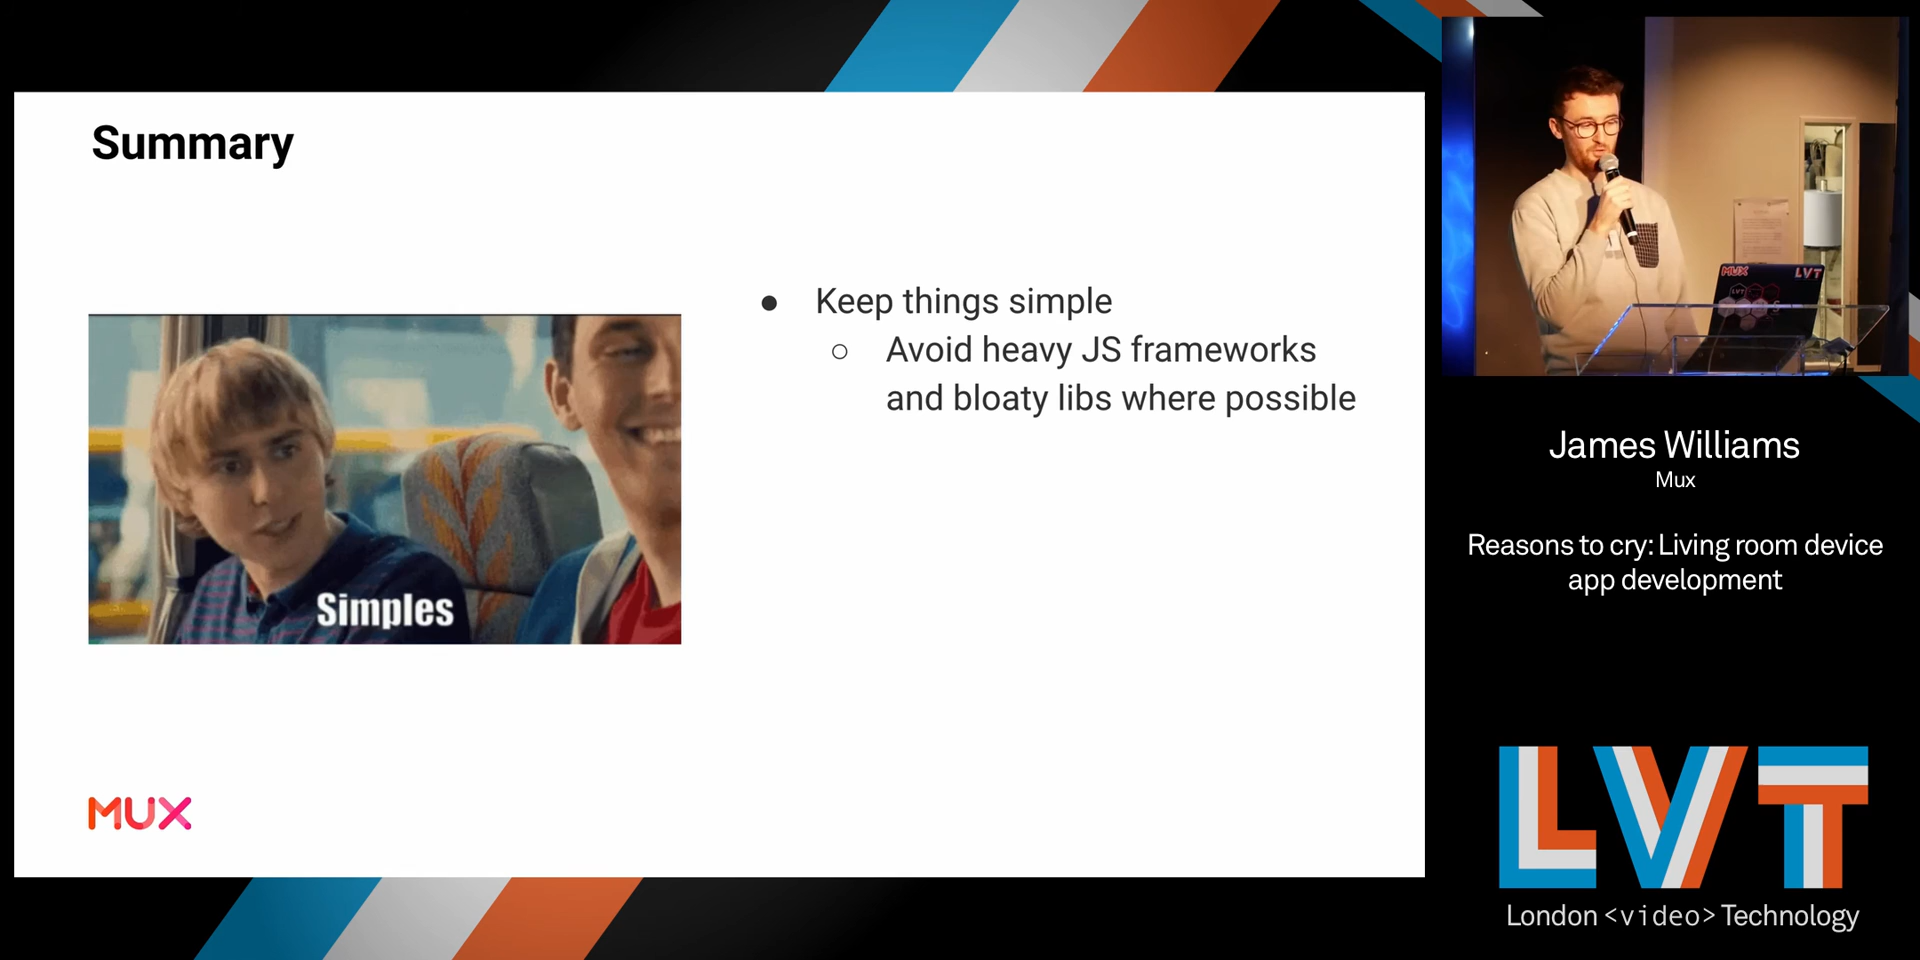 Summary
● Keep things simple
○ Avoid heavy JS frameworks
and bloaty libs where possible
Simples
MUX
MUX LVT
James Williams
Mux
Reasons to cry: Living room device
app development
LVT
London <video> Technology